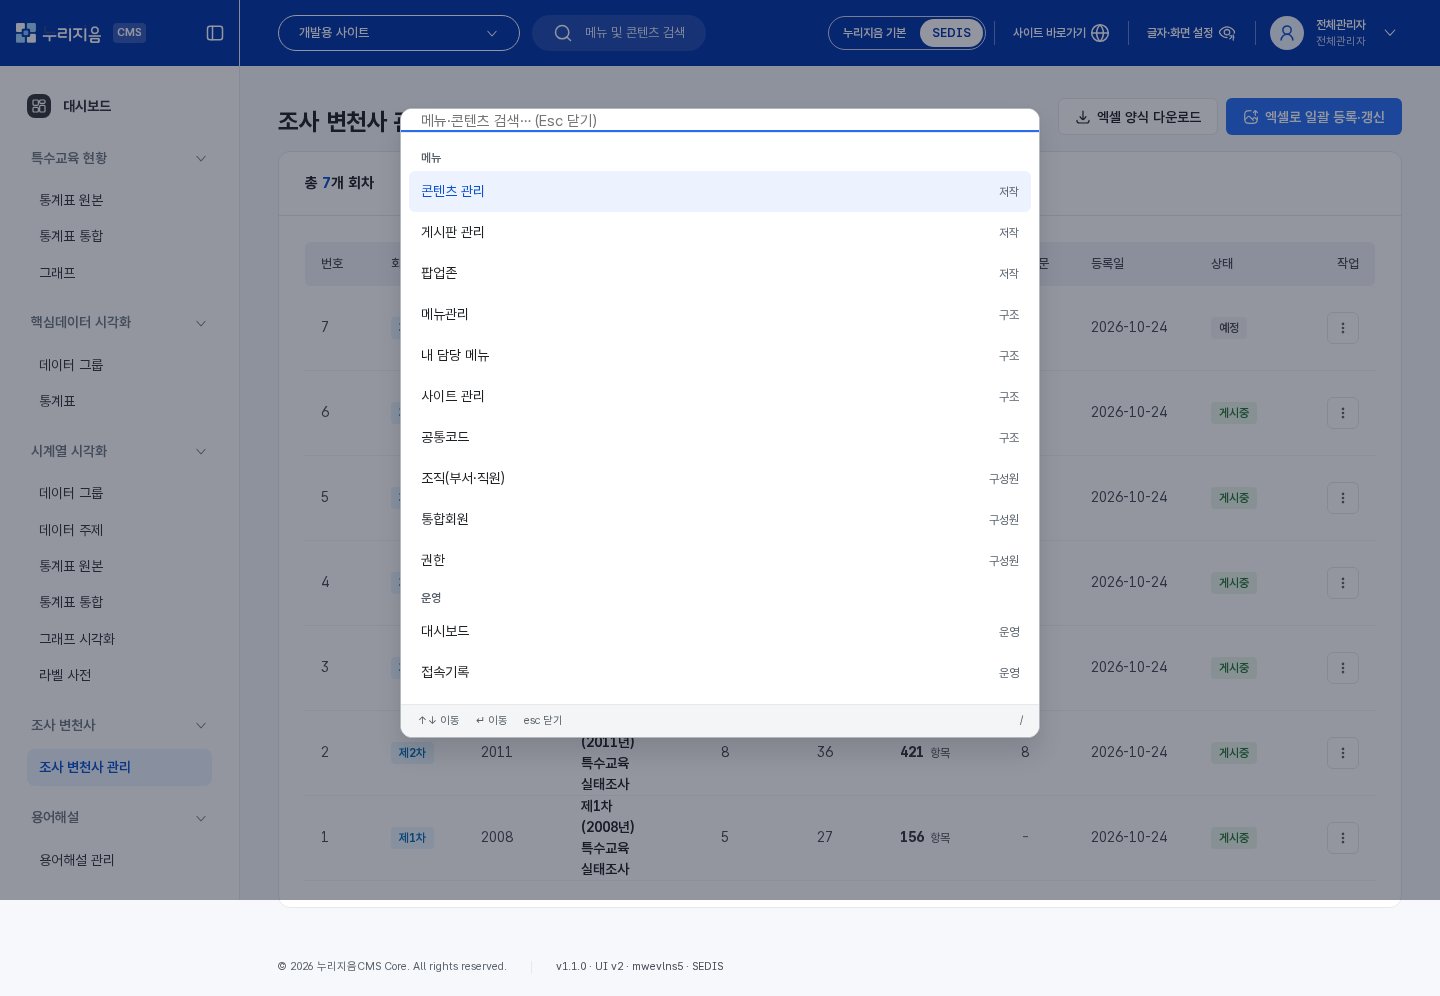 누리지음 CMS
개발용 사이트
메뉴 및 콘텐츠 검색
누리지음 기본 SEDIS
사이트 바로가기
글자·화면 설정
전체관리자
전체관리자
대시보드
특수교육 현황
통계표 원본
통계표 통합
그래프
핵심데이터 시각화
데이터 그룹
통계표
시계열 시각화
데이터 그룹
데이터 주제
통계표 원본
통계표 통합
그래프 시각화
라벨 사전
조사 변천사
조사 변천사 관리
용어해설
용어해설 관리
조사 변천사
엑셀 양식 다운로드
엑셀로 일괄 등록·갱신
총 7개 회차
번호 등록일 상태 작업
7 2026-10-24 예정
6 2026-10-24 게시중
5 2026-10-24 게시중
4 2026-10-24 게시중
3 2026-10-24 게시중
2 제2차 2011 (2011년) 특수교육 실태조사 8 36 421 항목 8 2026-10-24 게시중
1 제1차 2008 제1차 (2008년) 특수교육 실태조사 5 27 156 항목 - 2026-10-24 게시중
메뉴·콘텐츠 검색… (Esc 닫기)
메뉴
콘텐츠 관리 저작
게시판 관리 저작
팝업존 저작
메뉴관리 구조
내 담당 메뉴 구조
사이트 관리 구조
공통코드 구조
조직(부서·직원) 구성원
통합회원 구성원
권한 구성원
운영
대시보드 운영
접속기록 운영
↑↓ 이동 ↵ 이동 esc 닫기 /
© 2026 누리지음CMS Core. All rights reserved.
v1.1.0 · UI v2 · mwevlns5 · SEDIS